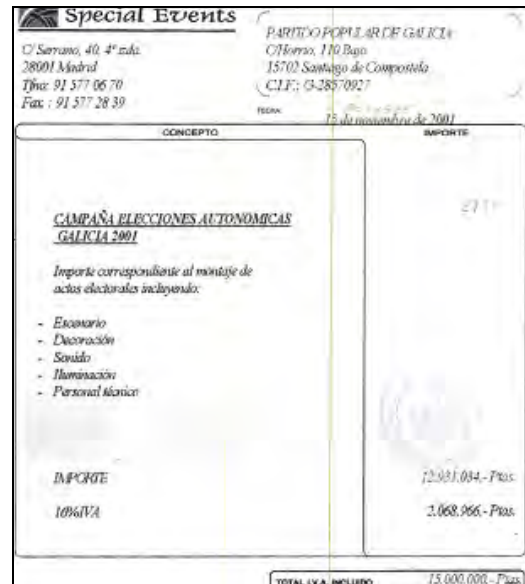 Special Events
C/ Serrano, 40, 4º izda.
28001 Madrid
Tfno: 91 577 06 70
Fax. : 91 577 28 39
PARTIDO POPULAR DE GALICIA
C/Horreo, 110 Bajo
15702 Santiago de Compostela
C.I.F.: G-28570927
FECHA:
15 de noviembre de 2001
CONCEPTO
IMPORTE
CAMPAÑA ELECCIONES AUTONOMICAS
GALICIA 2001
Importe correspondiente al montaje de
actos electorales incluyendo:
- Escenario
- Decoración
- Sonido
- Iluminación
- Personal técnico
IMPORTE
12.931.034.- Ptas.
16%IVA
2.068.966.- Ptas.
TOTAL I.V.A. INCLUIDO
15.000.000.- Ptas.